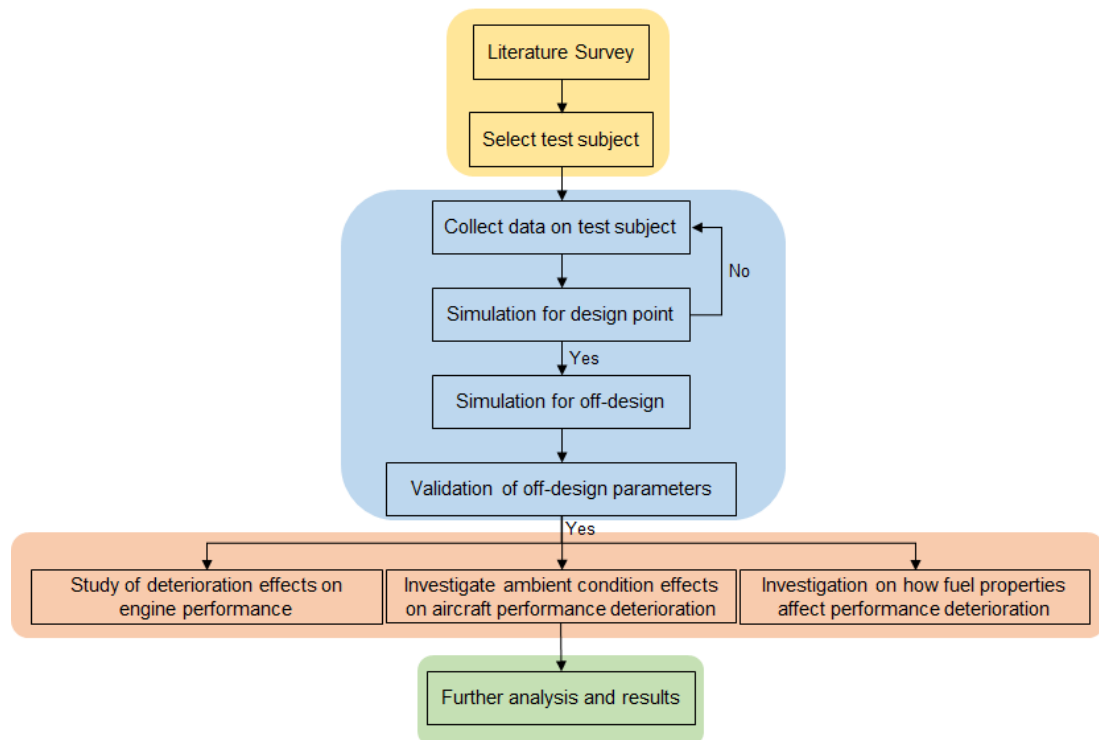 Literature Survey
Select test subject
Collect data on test subject
No
Simulation for design point
Yes
Simulation for off-design
Validation of off-design parameters
Yes
Study of deterioration effects on
engine performance
Investigate ambient condition effects
on aircraft performance deterioration
Investigation on how fuel properties
affect performance deterioration
Further analysis and results